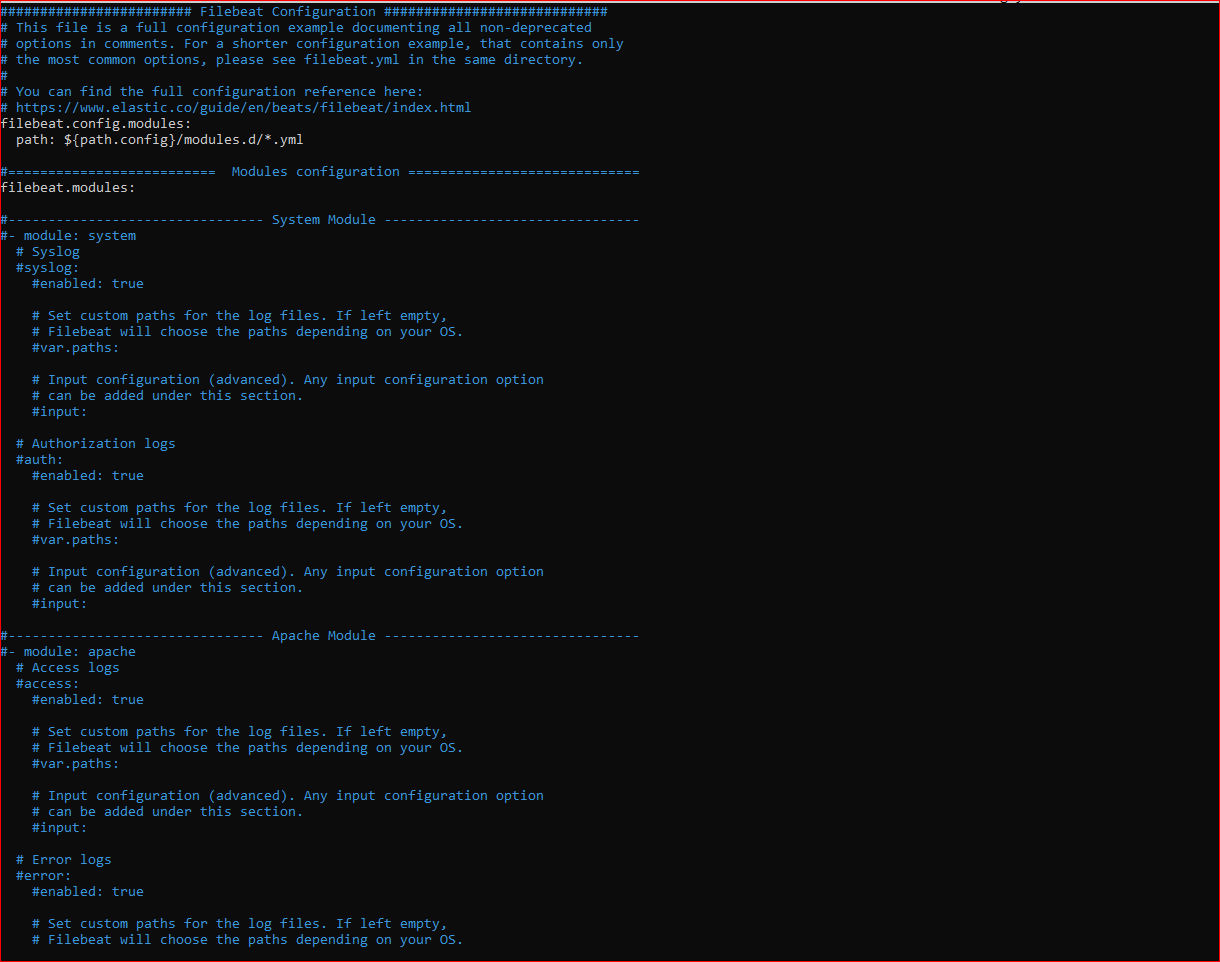 ######################## Filebeat Configuration ############################
# This file is a full configuration example documenting all non-deprecated
# options in comments. For a shorter configuration example, that contains only
# the most common options, please see filebeat.yml in the same directory.
#
# You can find the full configuration reference here:
# https://www.elastic.co/guide/en/beats/filebeat/index.html
filebeat.config.modules:
  path: ${path.config}/modules.d/*.yml

#==========================  Modules configuration =============================
filebeat.modules:

#-------------------------------- System Module --------------------------------
#- module: system
  # Syslog
  #syslog:
    #enabled: true

    # Set custom paths for the log files. If left empty,
    # Filebeat will choose the paths depending on your OS.
    #var.paths:

    # Input configuration (advanced). Any input configuration option
    # can be added under this section.
    #input:

  # Authorization logs
  #auth:
    #enabled: true

    # Set custom paths for the log files. If left empty,
    # Filebeat will choose the paths depending on your OS.
    #var.paths:

    # Input configuration (advanced). Any input configuration option
    # can be added under this section.
    #input:

#-------------------------------- Apache Module --------------------------------
#- module: apache
  # Access logs
  #access:
    #enabled: true

    # Set custom paths for the log files. If left empty,
    # Filebeat will choose the paths depending on your OS.
    #var.paths:

    # Input configuration (advanced). Any input configuration option
    # can be added under this section.
    #input:

  # Error logs
  #error:
    #enabled: true

    # Set custom paths for the log files. If left empty,
    # Filebeat will choose the paths depending on your OS.